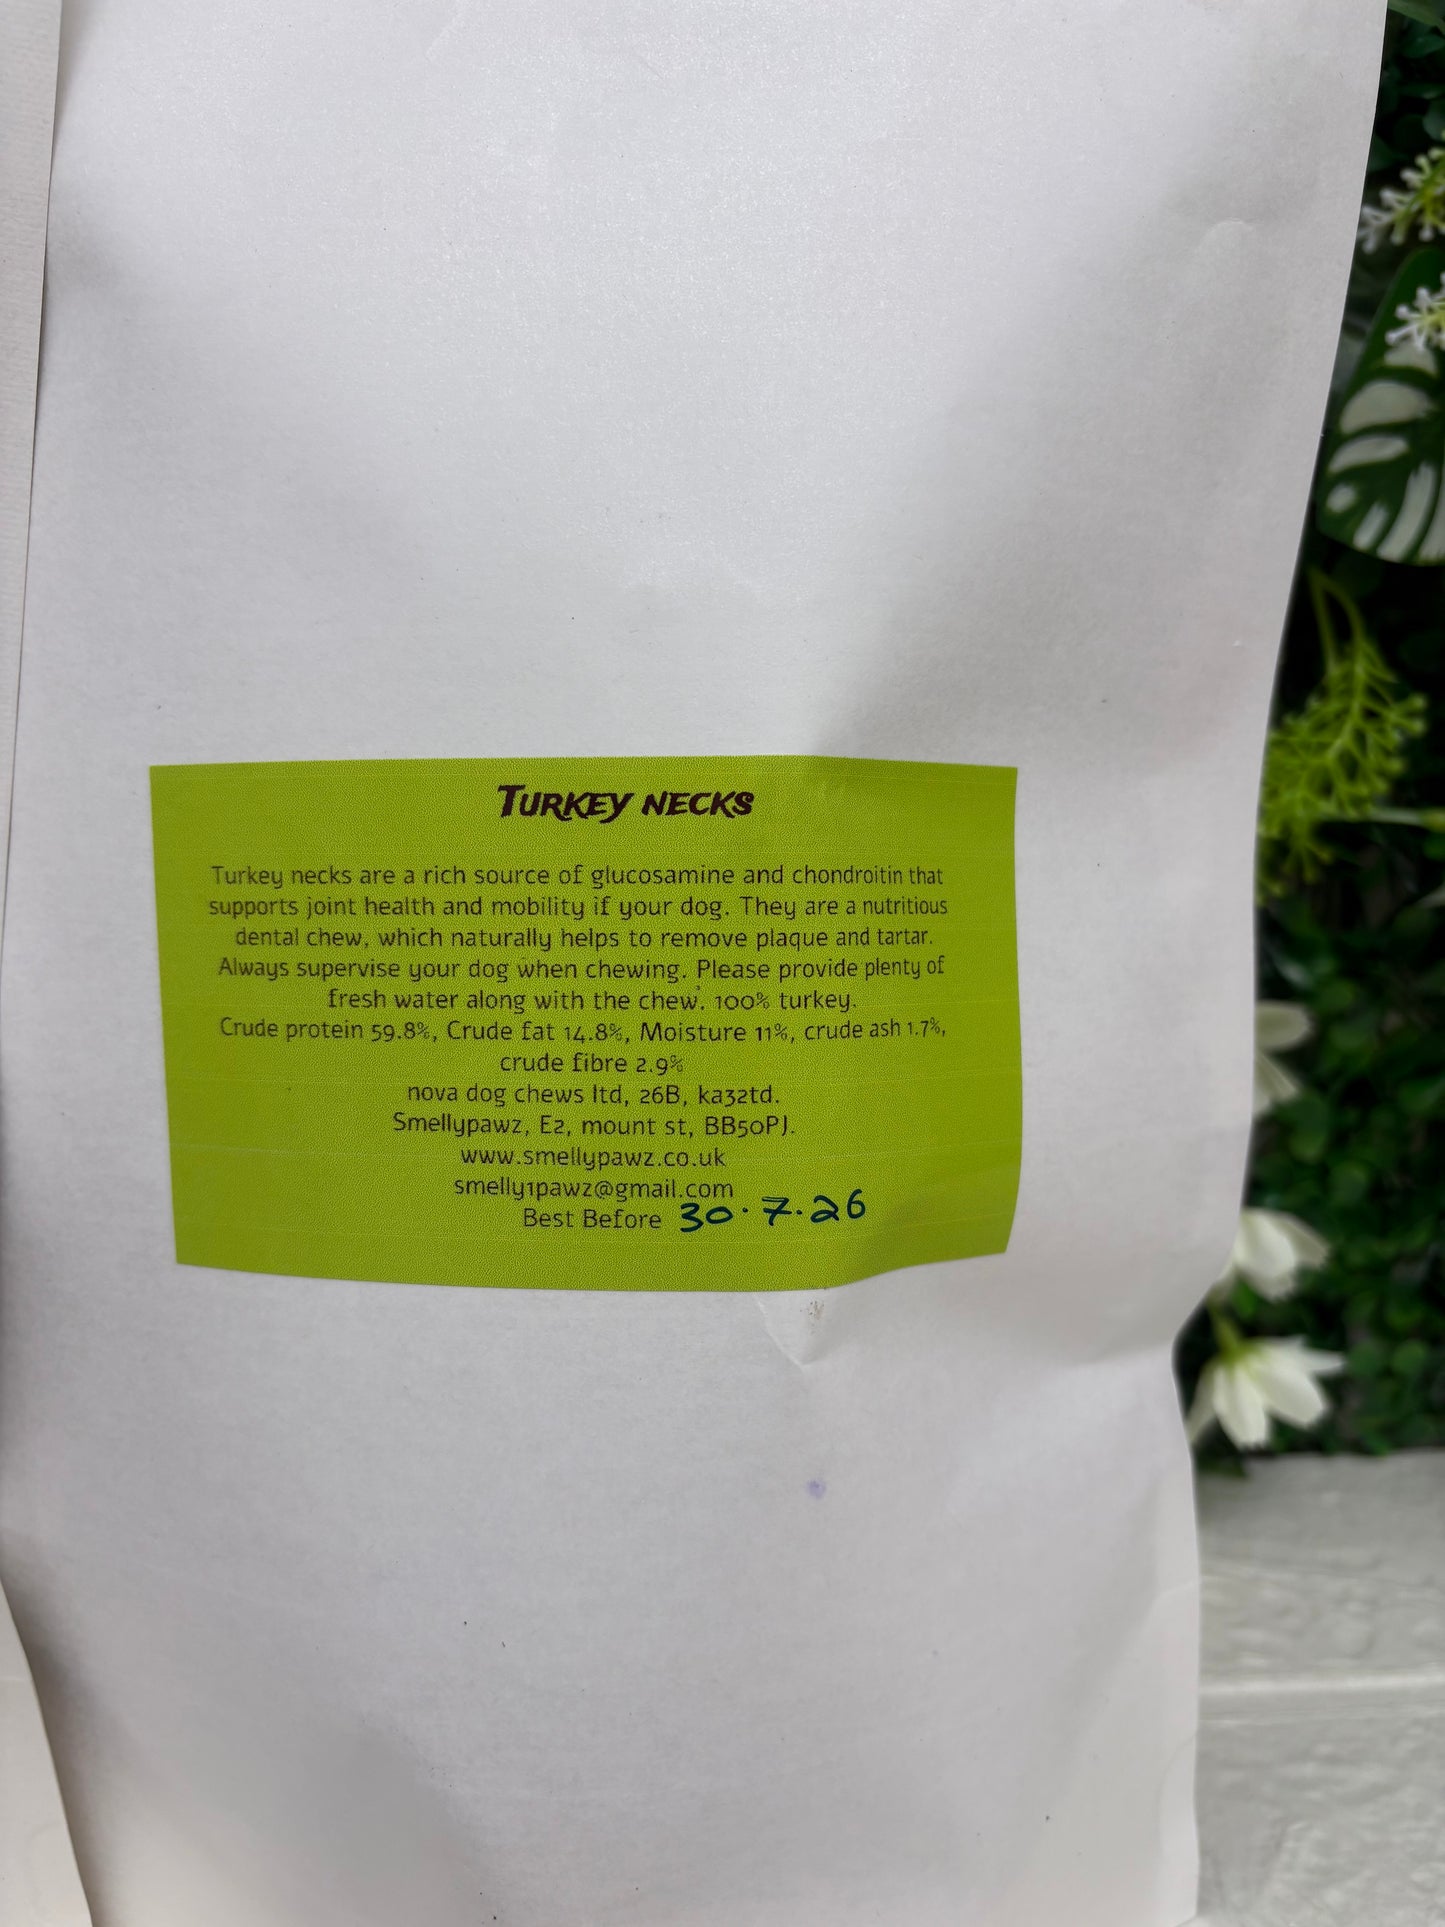 Turkey necks
Turkey necks are a rich source of glucosamine and chondroitin that
supports joint health and mobility if your dog. They are a nutritious
dental chew, which naturally helps to remove plaque and tartar.
Always supervise your dog when chewing. Please provide plenty of
fresh water along with the chew. 100% turkey.
Crude protein 59.8%, Crude fat 14.8%, Moisture 11%, crude ash 1.7%,
crude fibre 2.9%
nova dog chews ltd, 26B, ka32td.
Smellypawz, E2, mount st, BB50PJ.
www.smellypawz.co.uk
smelly1pawz@gmail.com
Best Before 30.7.26